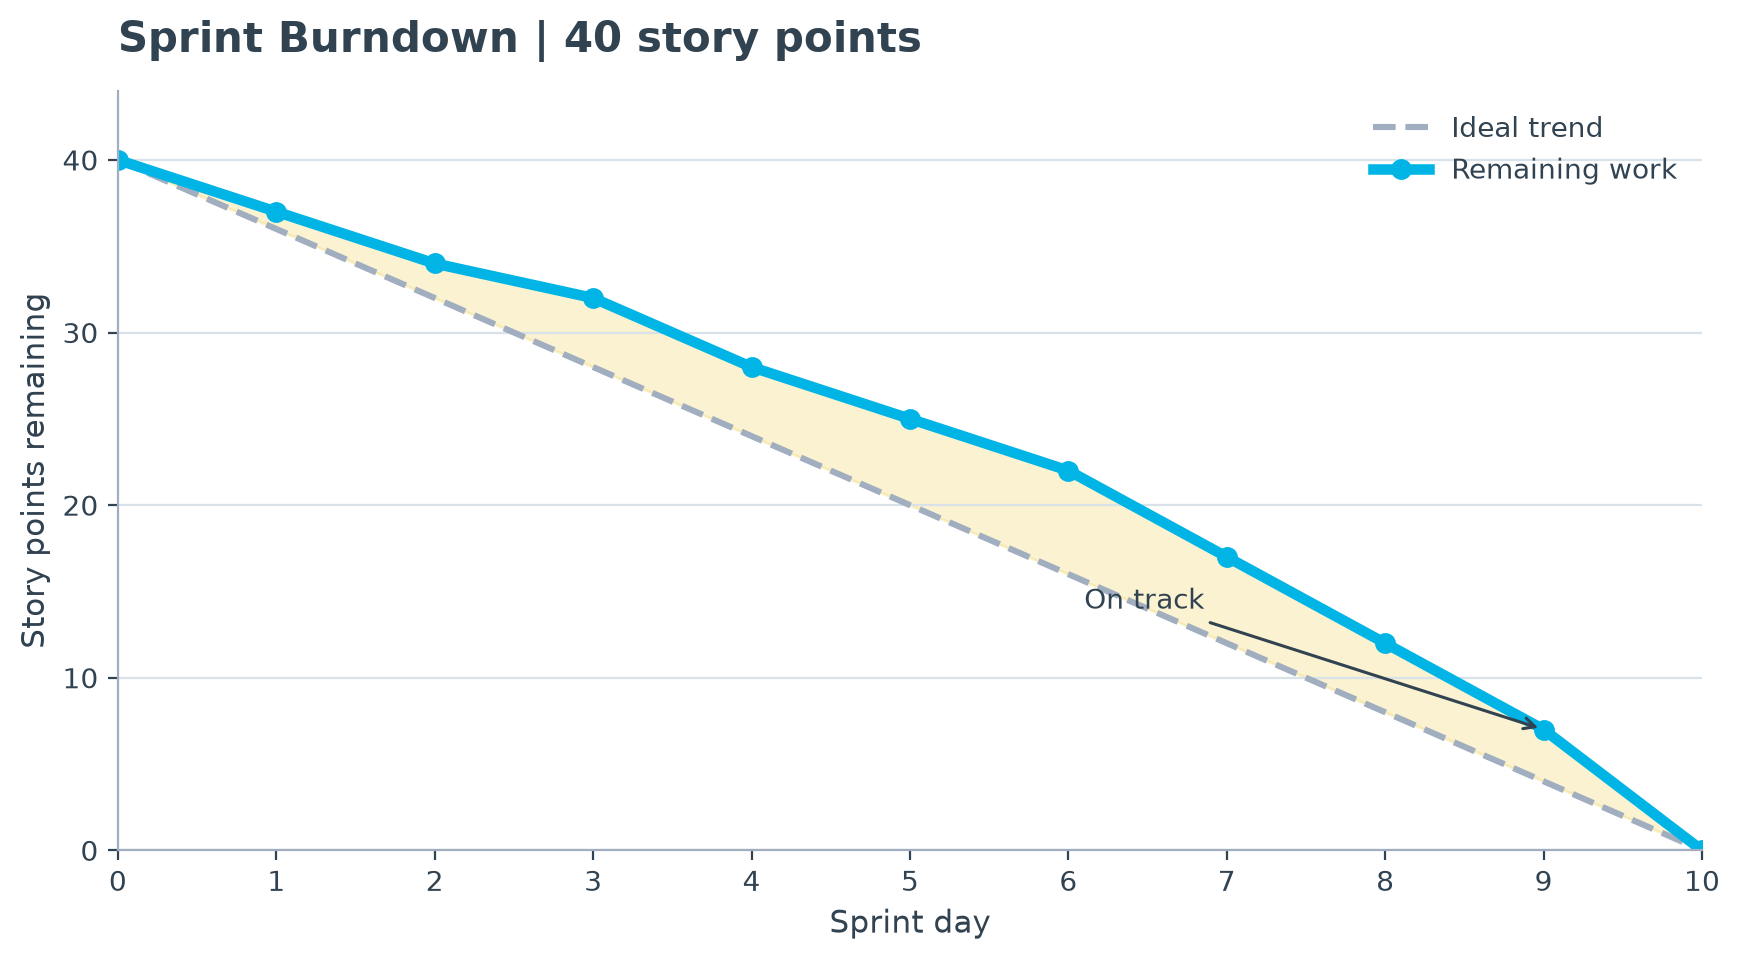 Sprint Burndown | 40 story points
Ideal trend
Remaining work
Story points remaining
40
30
20
10
0
On track
0 1 2 3 4 5 6 7 8 9 10
Sprint day